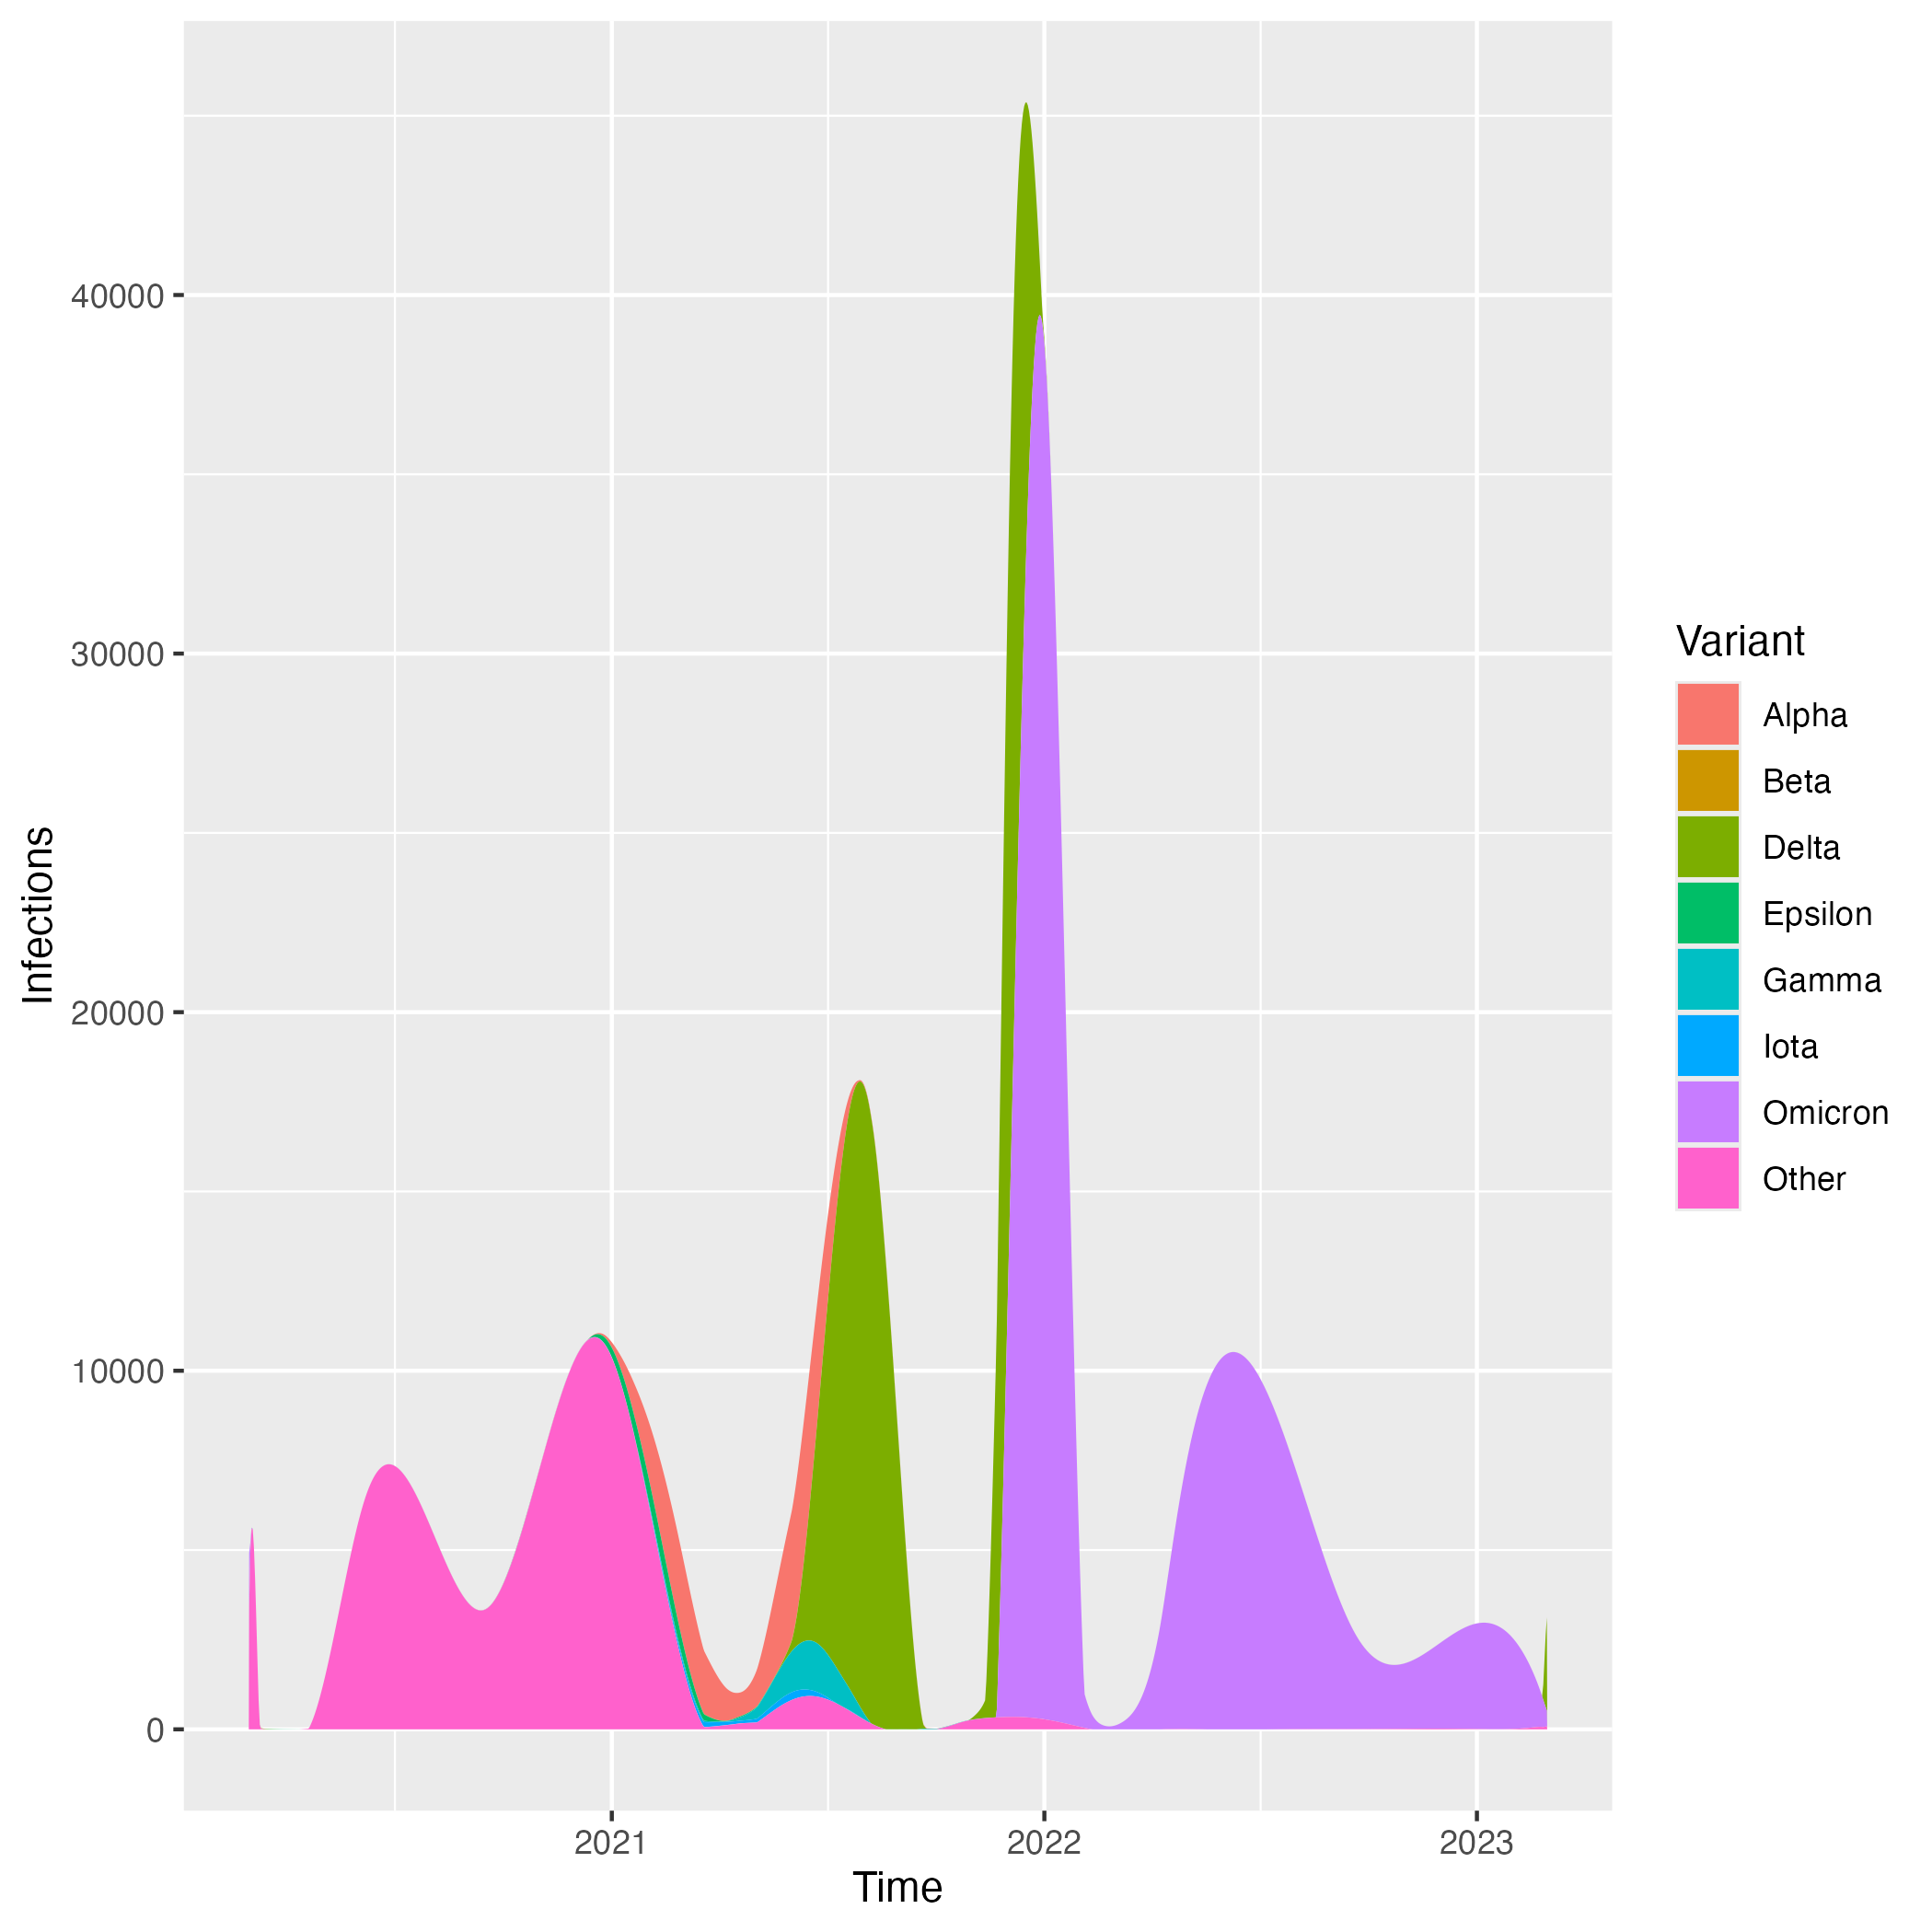 Infections
40000
30000
20000
10000
0
2021
2022
2023
Time
Variant
Alpha
Beta
Delta
Epsilon
Gamma
Iota
Omicron
Other